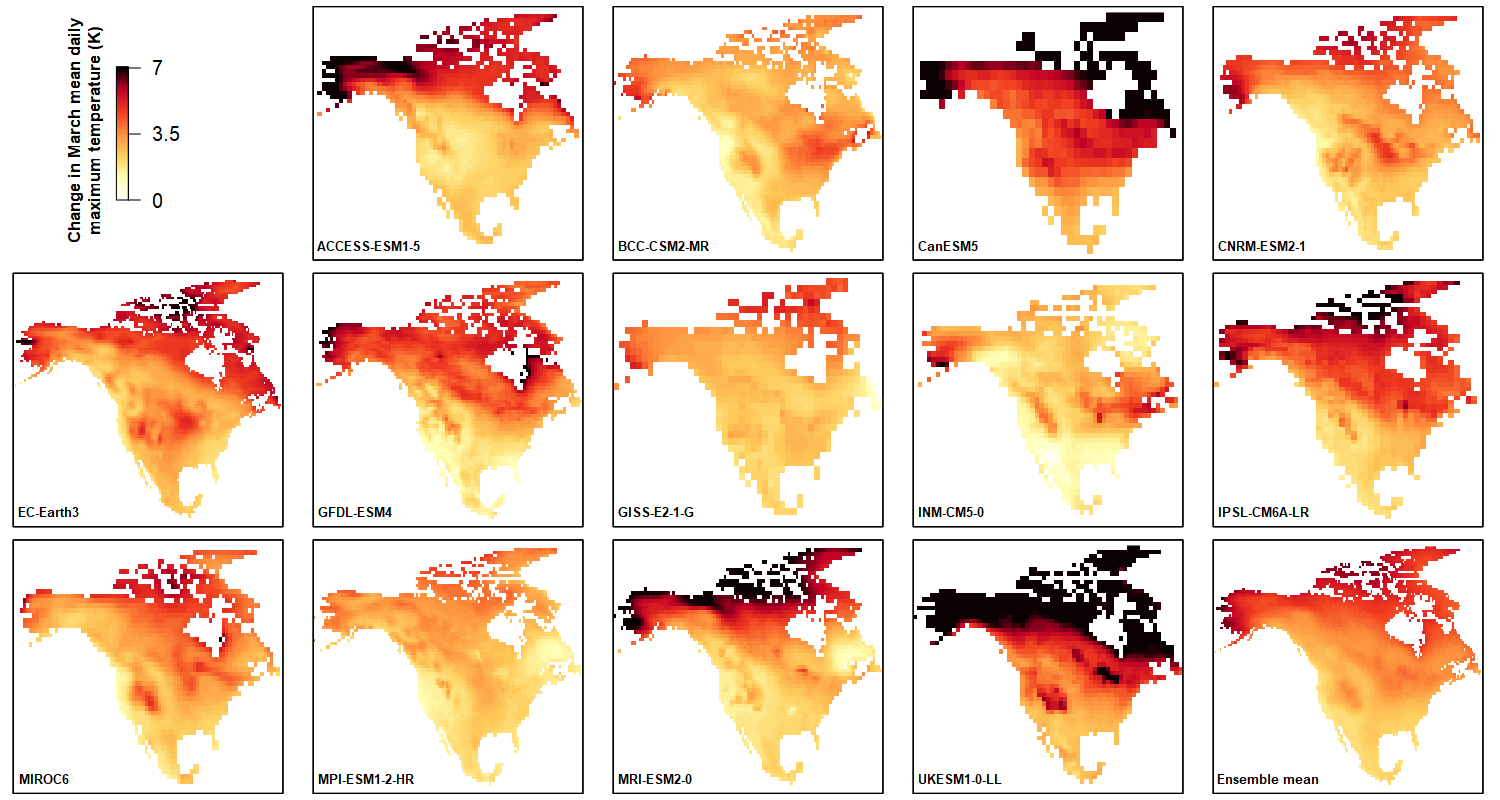 Change in March mean daily
maximum temperature (K)
7
3.5
0
ACCESS-ESM1-5
BCC-CSM2-MR
CanESM5
CNRM-ESM2-1
EC-Earth3
GFDL-ESM4
GISS-E2-1-G
INM-CM5-0
IPSL-CM6A-LR
MIROC6
MPI-ESM1-2-HR
MRI-ESM2-0
UKESM1-0-LL
Ensemble mean